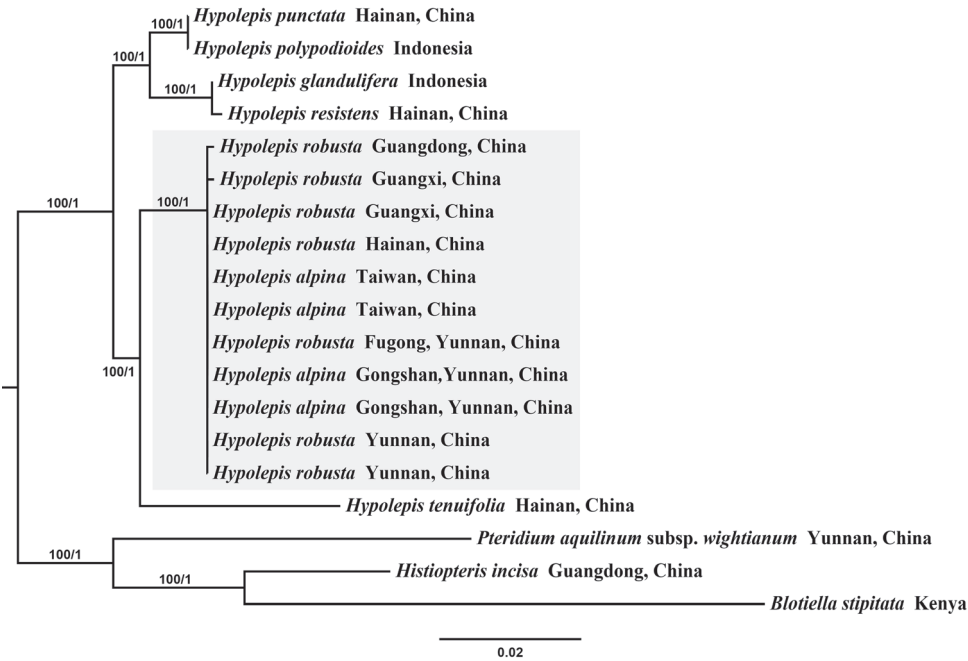 100/1 Hypolepis punctata Hainan, China
Hypolepis polypodioides Indonesia
100/1
100/1 Hypolepis glandulifera Indonesia
Hypolepis resistens Hainan, China
Hypolepis robusta Guangdong, China
Hypolepis robusta Guangxi, China
100/1 100/1 Hypolepis robusta Guangxi, China
Hypolepis robusta Hainan, China
Hypolepis alpina Taiwan, China
Hypolepis alpina Taiwan, China
Hypolepis robusta Fugong, Yunnan, China
100/1 Hypolepis alpina Gongshan,Yunnan, China
Hypolepis alpina Gongshan, Yunnan, China
Hypolepis robusta Yunnan, China
Hypolepis robusta Yunnan, China
Hypolepis tenuifolia Hainan, China
Pteridium aquilinum subsp. wightianum Yunnan, China
100/1
100/1 Histiopteris incisa Guangdong, China
Blotiella stipitata Kenya
0.02